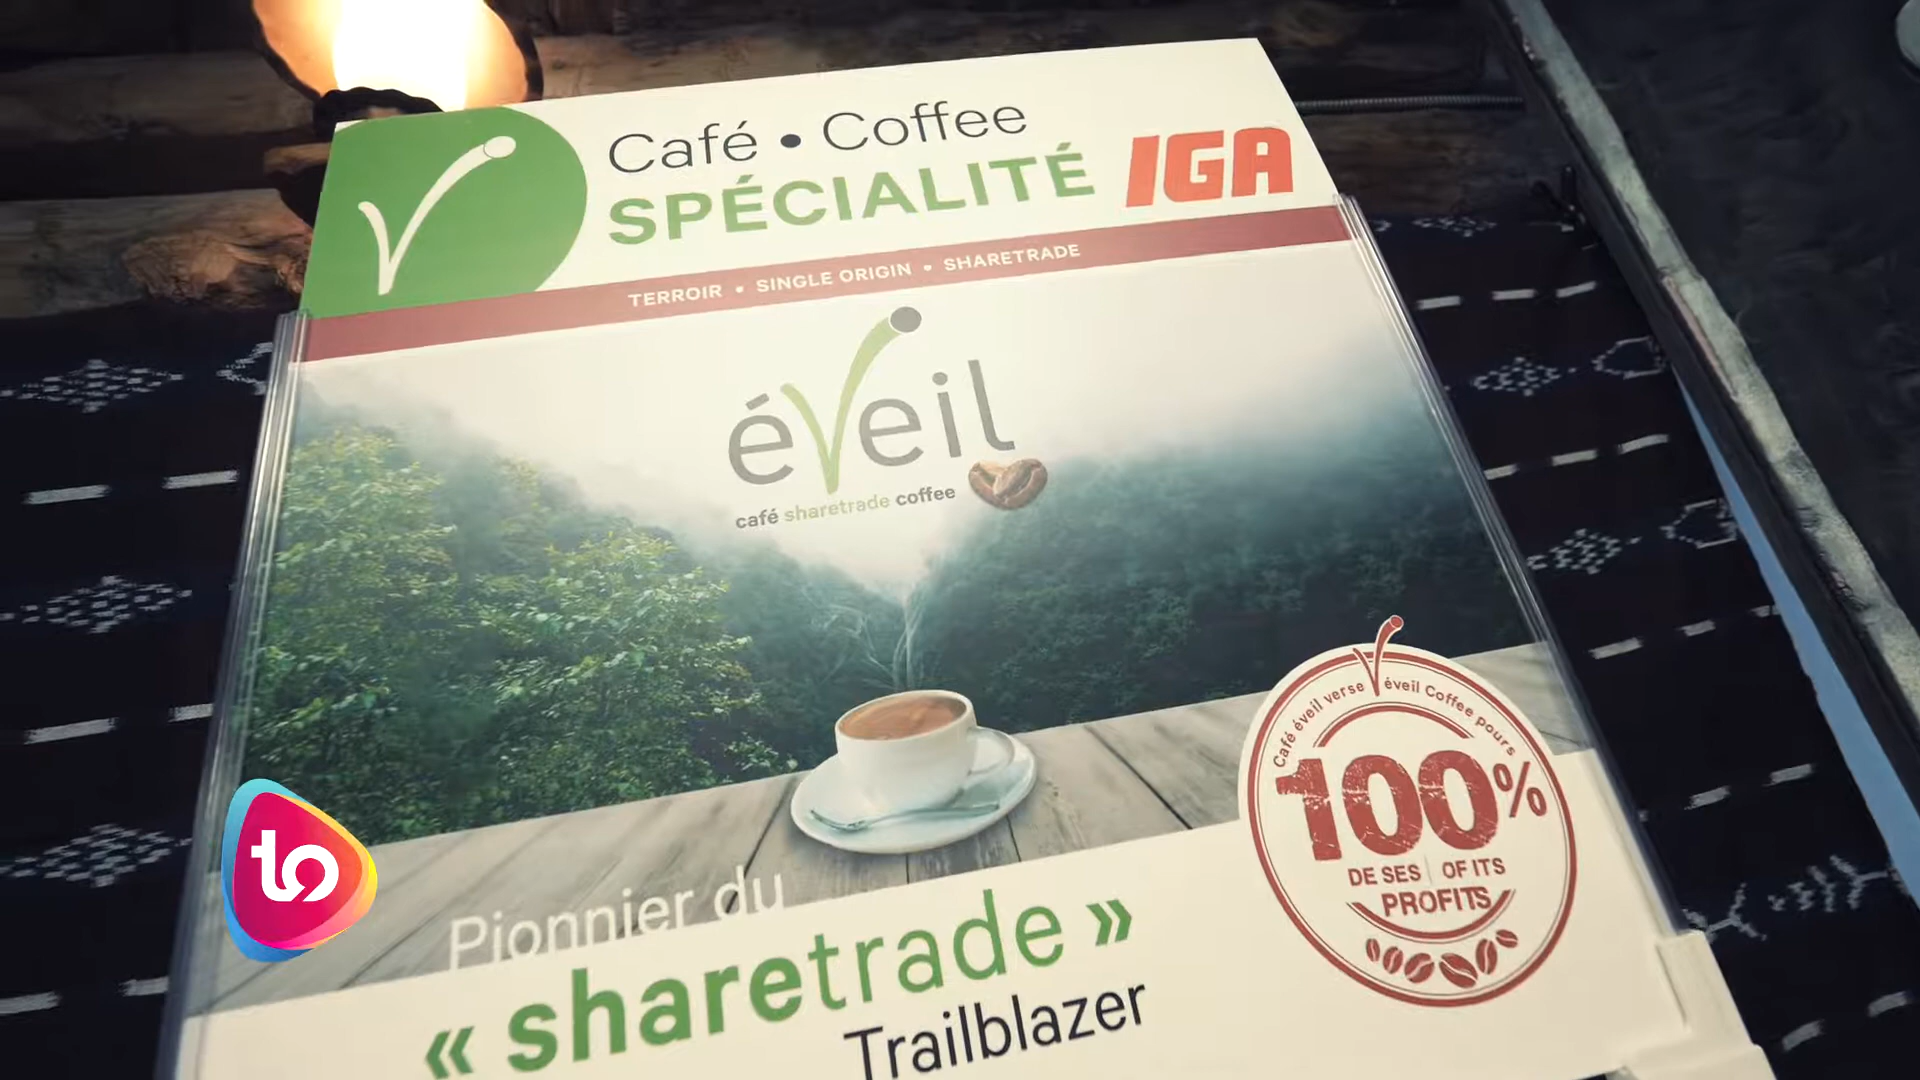 Café • Coffee
SPÉCIALITÉ
IGA
TERROIR • SINGLE ORIGIN • SHARETRADE
éveil
café sharetrade coffee
Café éveil verse éveil Coffee pours
100%
DE SES OF ITS
PROFITS
to
Pionnier du
« sharetrade »
Trailblazer